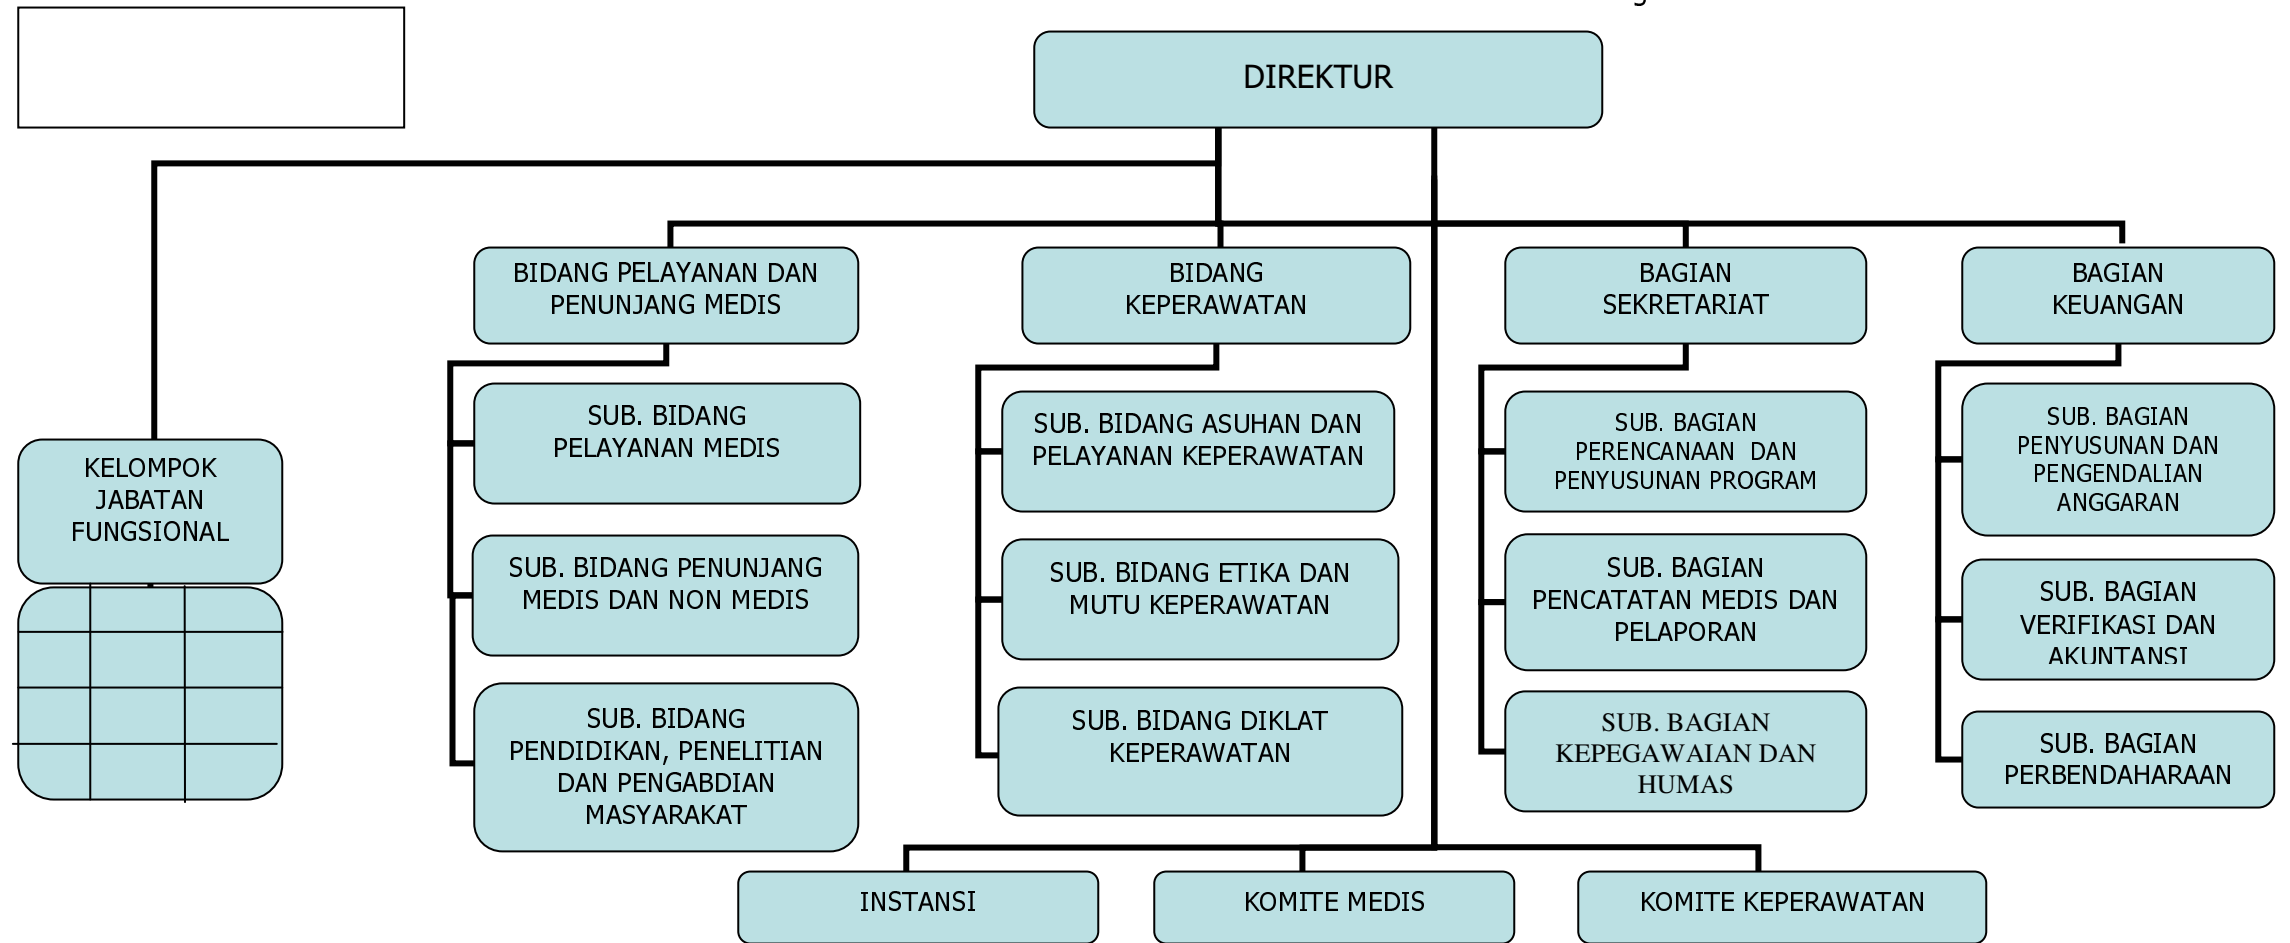 DIREKTUR
BIDANG PELAYANAN DAN
PENUNJANG MEDIS
BIDANG
KEPERAWATAN
BAGIAN
SEKRETARIAT
BAGIAN
KEUANGAN
KELOMPOK
JABATAN
FUNGSIONAL
SUB. BIDANG
PELAYANAN MEDIS
SUB. BIDANG PENUNJANG
MEDIS DAN NON MEDIS
SUB. BIDANG
PENDIDIKAN, PENELITIAN
DAN PENGABDIAN
MASYARAKAT
SUB. BIDANG ASUHAN DAN
PELAYANAN KEPERAWATAN
SUB. BIDANG ETIKA DAN
MUTU KEPERAWATAN
SUB. BIDANG DIKLAT
KEPERAWATAN
SUB. BAGIAN
PERENCANAAN DAN
PENYUSUNAN PROGRAM
SUB. BAGIAN
PENCATATAN MEDIS DAN
PELAPORAN
SUB. BAGIAN
KEPEGAWAIAN DAN
HUMAS
SUB. BAGIAN
PENYUSUNAN DAN
PENGENDALIAN
ANGGARAN
SUB. BAGIAN
VERIFIKASI DAN
AKUNTANSI
SUB. BAGIAN
PERBENDAHARAAN
INSTANSI
KOMITE MEDIS
KOMITE KEPERAWATAN